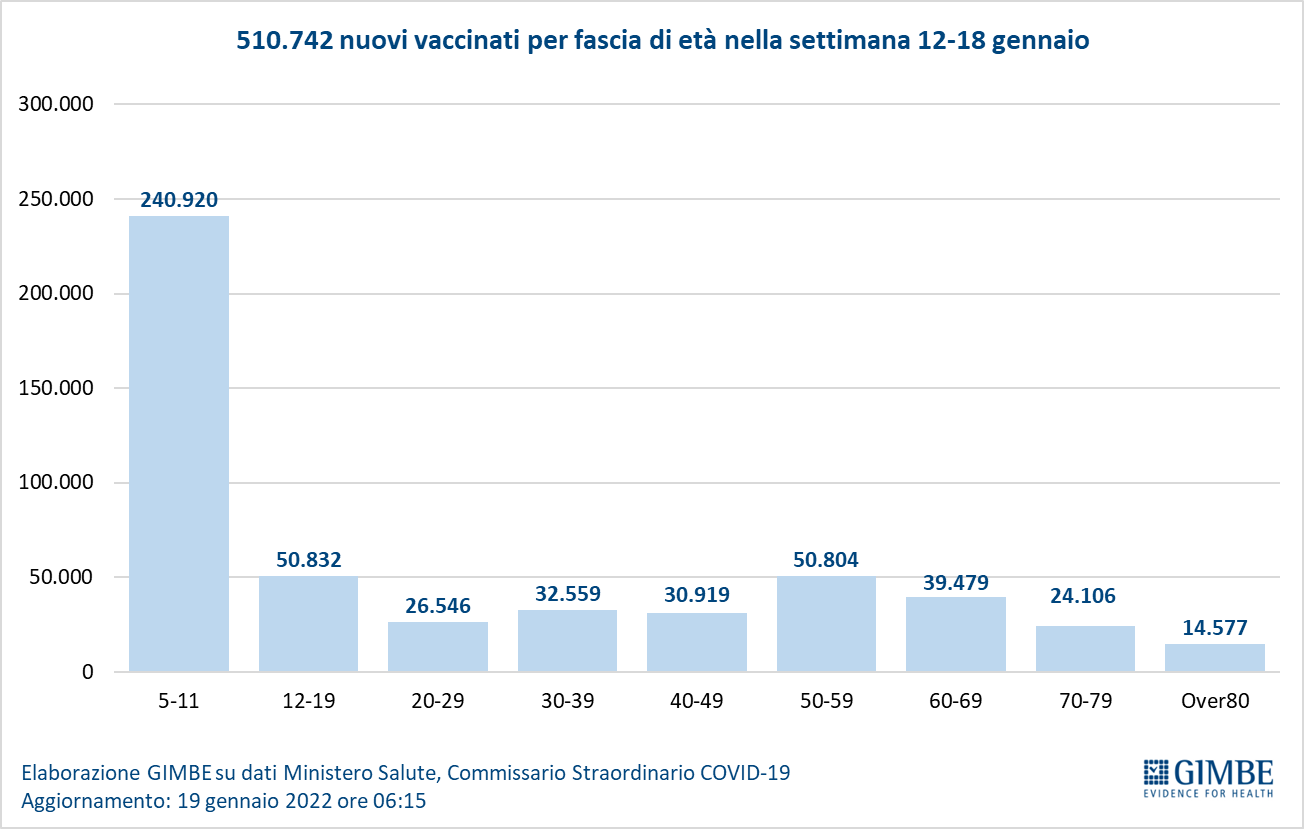 510.742 nuovi vaccinati per fascia di età nella settimana 12-18 gennaio
300.000
250.000
240.920
200.000
150.000
100.000
50.000
50.832
26.546
32.559
30.919
50.804
39.479
24.106
14.577
0
5-11 12-19 20-29 30-39 40-49 50-59 60-69 70-79 Over80
Elaborazione GIMBE su dati Ministero Salute, Commissario Straordinario COVID-19
Aggiornamento: 19 gennaio 2022 ore 06:15
GIMBE
EVIDENCE FOR HEALTH